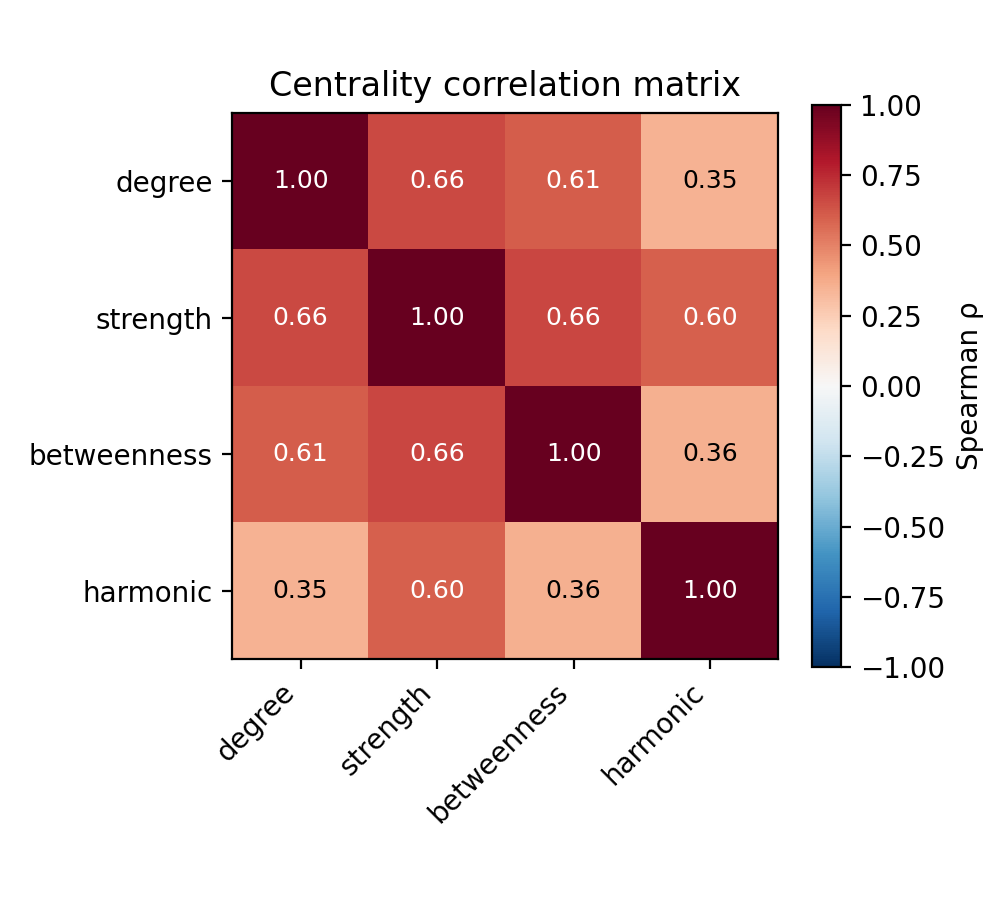 Centrality correlation matrix
degree 1.00 0.66 0.61 0.35
strength 0.66 1.00 0.66 0.60
betweenness 0.61 0.66 1.00 0.36
harmonic 0.35 0.60 0.36 1.00
degree
strength
betweenness
harmonic
1.00
0.75
0.50
0.25
0.00
−0.25
−0.50
−0.75
−1.00
Spearman ρ